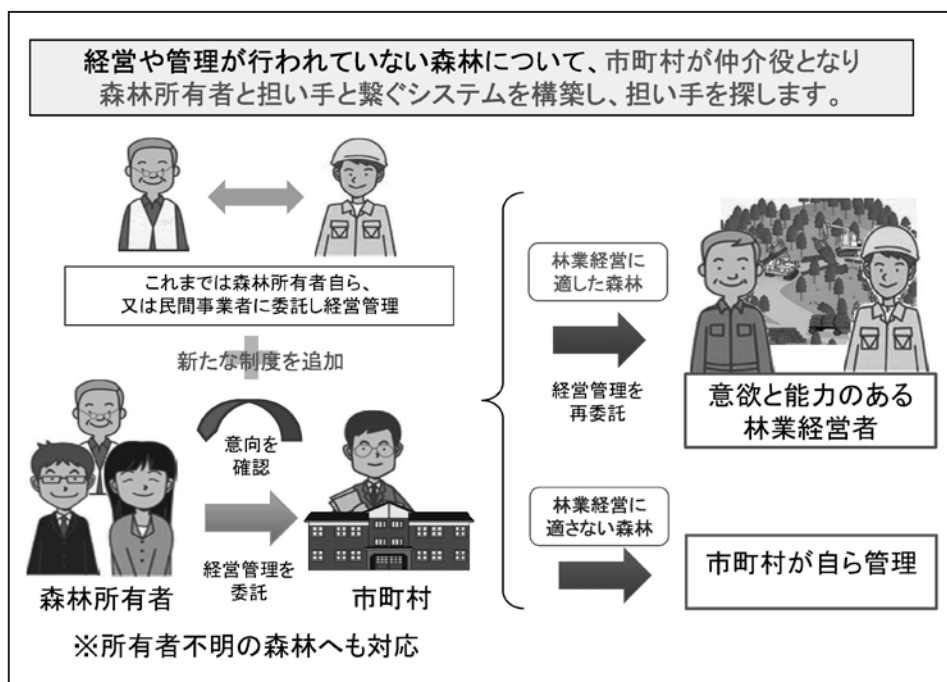 経営や管理が行われていない森林について、市町村が仲介役となり
森林所有者と担い手と繋ぐシステムを構築し、担い手を探します。
これまでは森林所有者自ら、
又は民間事業者に委託し経営管理
新たな制度を追加
意向を
確認
経営管理を
委託
森林所有者
市町村
※所有者不明の森林へも対応
林業経営に
適した森林
経営管理を
再委託
意欲と能力のある
林業経営者
林業経営に
適さない森林
市町村が自ら管理